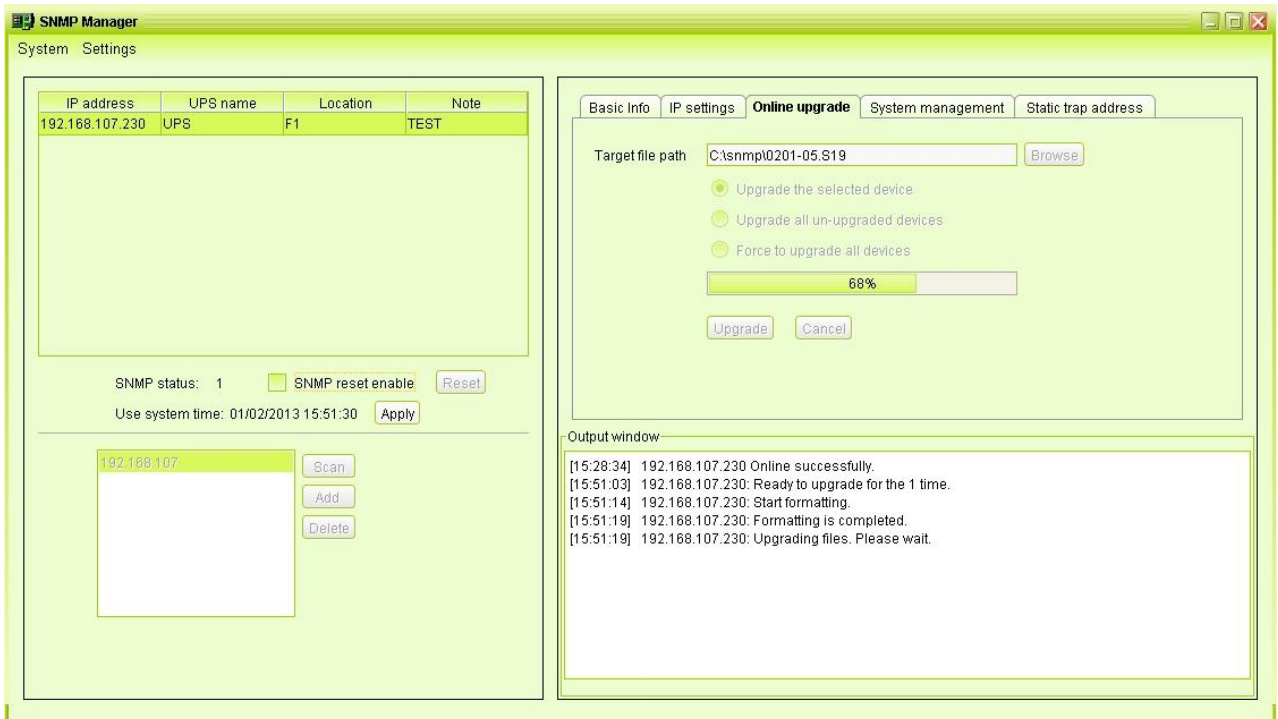 SNMP Manager
System Settings
IP address UPS name Location Note
192.168.107.230 UPS F1 TEST
SNMP status: 1 SNMP reset enable Reset
Use system time: 01/02/2013 15:51:30 Apply
192.168.107
Scan
Add
Delete
Basic Info IP settings Online upgrade System management Static trap address
Target file path C:\snmp\0201-05.S19 Browse
Upgrade the selected device
Upgrade all un-upgraded devices
Force to upgrade all devices
68%
Upgrade Cancel
Output window
[15:28:34] 192.168.107.230 Online successfully.
[15:51:03] 192.168.107.230: Ready to upgrade for the 1 time.
[15:51:14] 192.168.107.230: Start formatting.
[15:51:19] 192.168.107.230: Formatting is completed.
[15:51:19] 192.168.107.230: Upgrading files. Please wait.